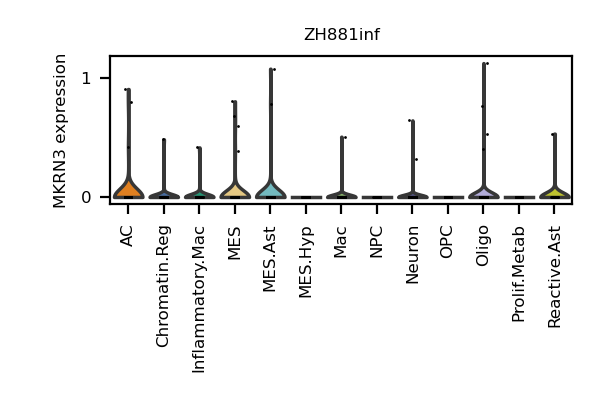 ZH881inf
MKRN3 expression
1
0
AC
Chromatin.Reg
Inflammatory.Mac
MES
MES.Ast
MES.Hyp
Mac
NPC
Neuron
OPC
Oligo
Prolif.Metab
Reactive.Ast